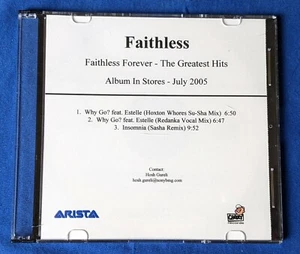 Faithless
Faithless Forever - The Greatest Hits
Album In Stores - July 2005
1. Why Go? feat. Estelle (Hoxton Whores Su-Sha Mix) 6:50
2. Why Go? feat. Estelle (Redanka Vocal Mix) 6:47
3. Insomnia (Sasha Remix) 9:52
Contact:
Hosh Gureli
ARISTA